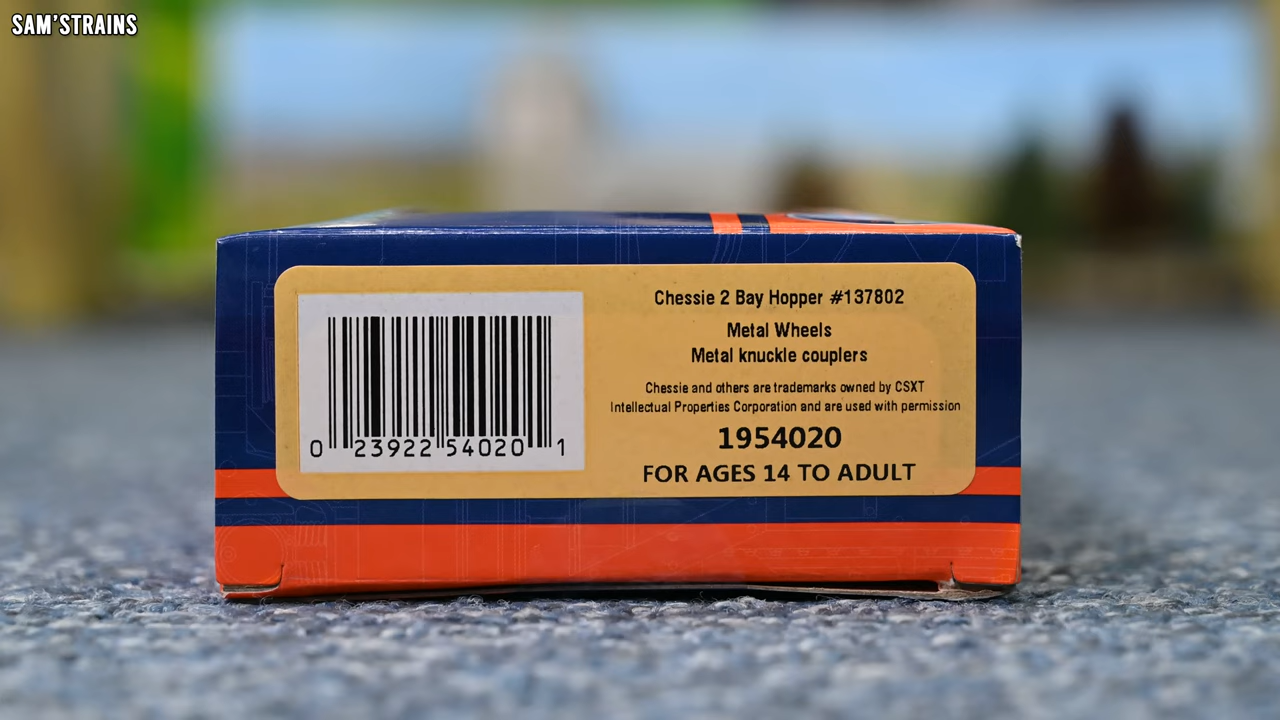 SAM'STRAINS
Chessie 2 Bay Hopper #137802
Metal Wheels
Metal knuckle couplers
Chessie and others are trademarks owned by CSXT
Intellectual Properties Corporation and are used with permission
1954020
FOR AGES 14 TO ADULT
0 23922 54020 1